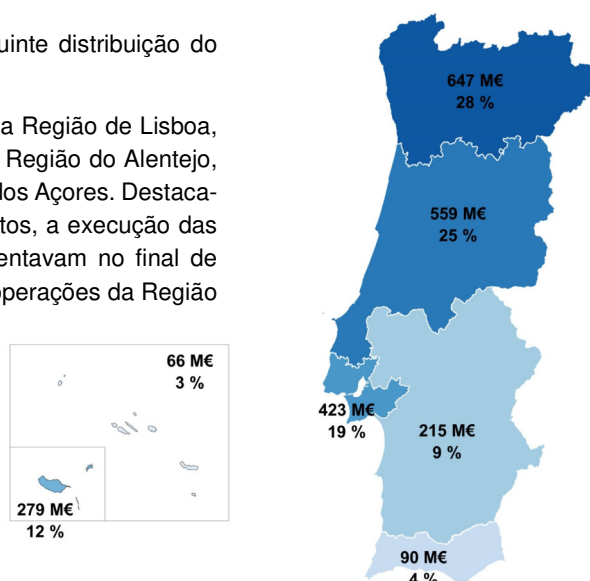 uinte distribuição do
a Região de Lisboa,
Região do Alentejo,
dos Açores. Destaca-
tos, a execução das
entavam no final de
operações da Região
66 M€
3 %
279 M€
12 %
647 M€
28 %
559 M€
25 %
423 M€
19 %
215 M€
9 %
90 M€
4 %